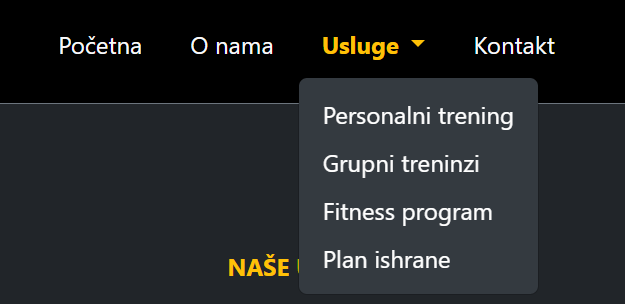 Početna O nama Usluge Kontakt
Personalni trening
Grupni treninzi
Fitness program
Plan ishrane
NAŠE